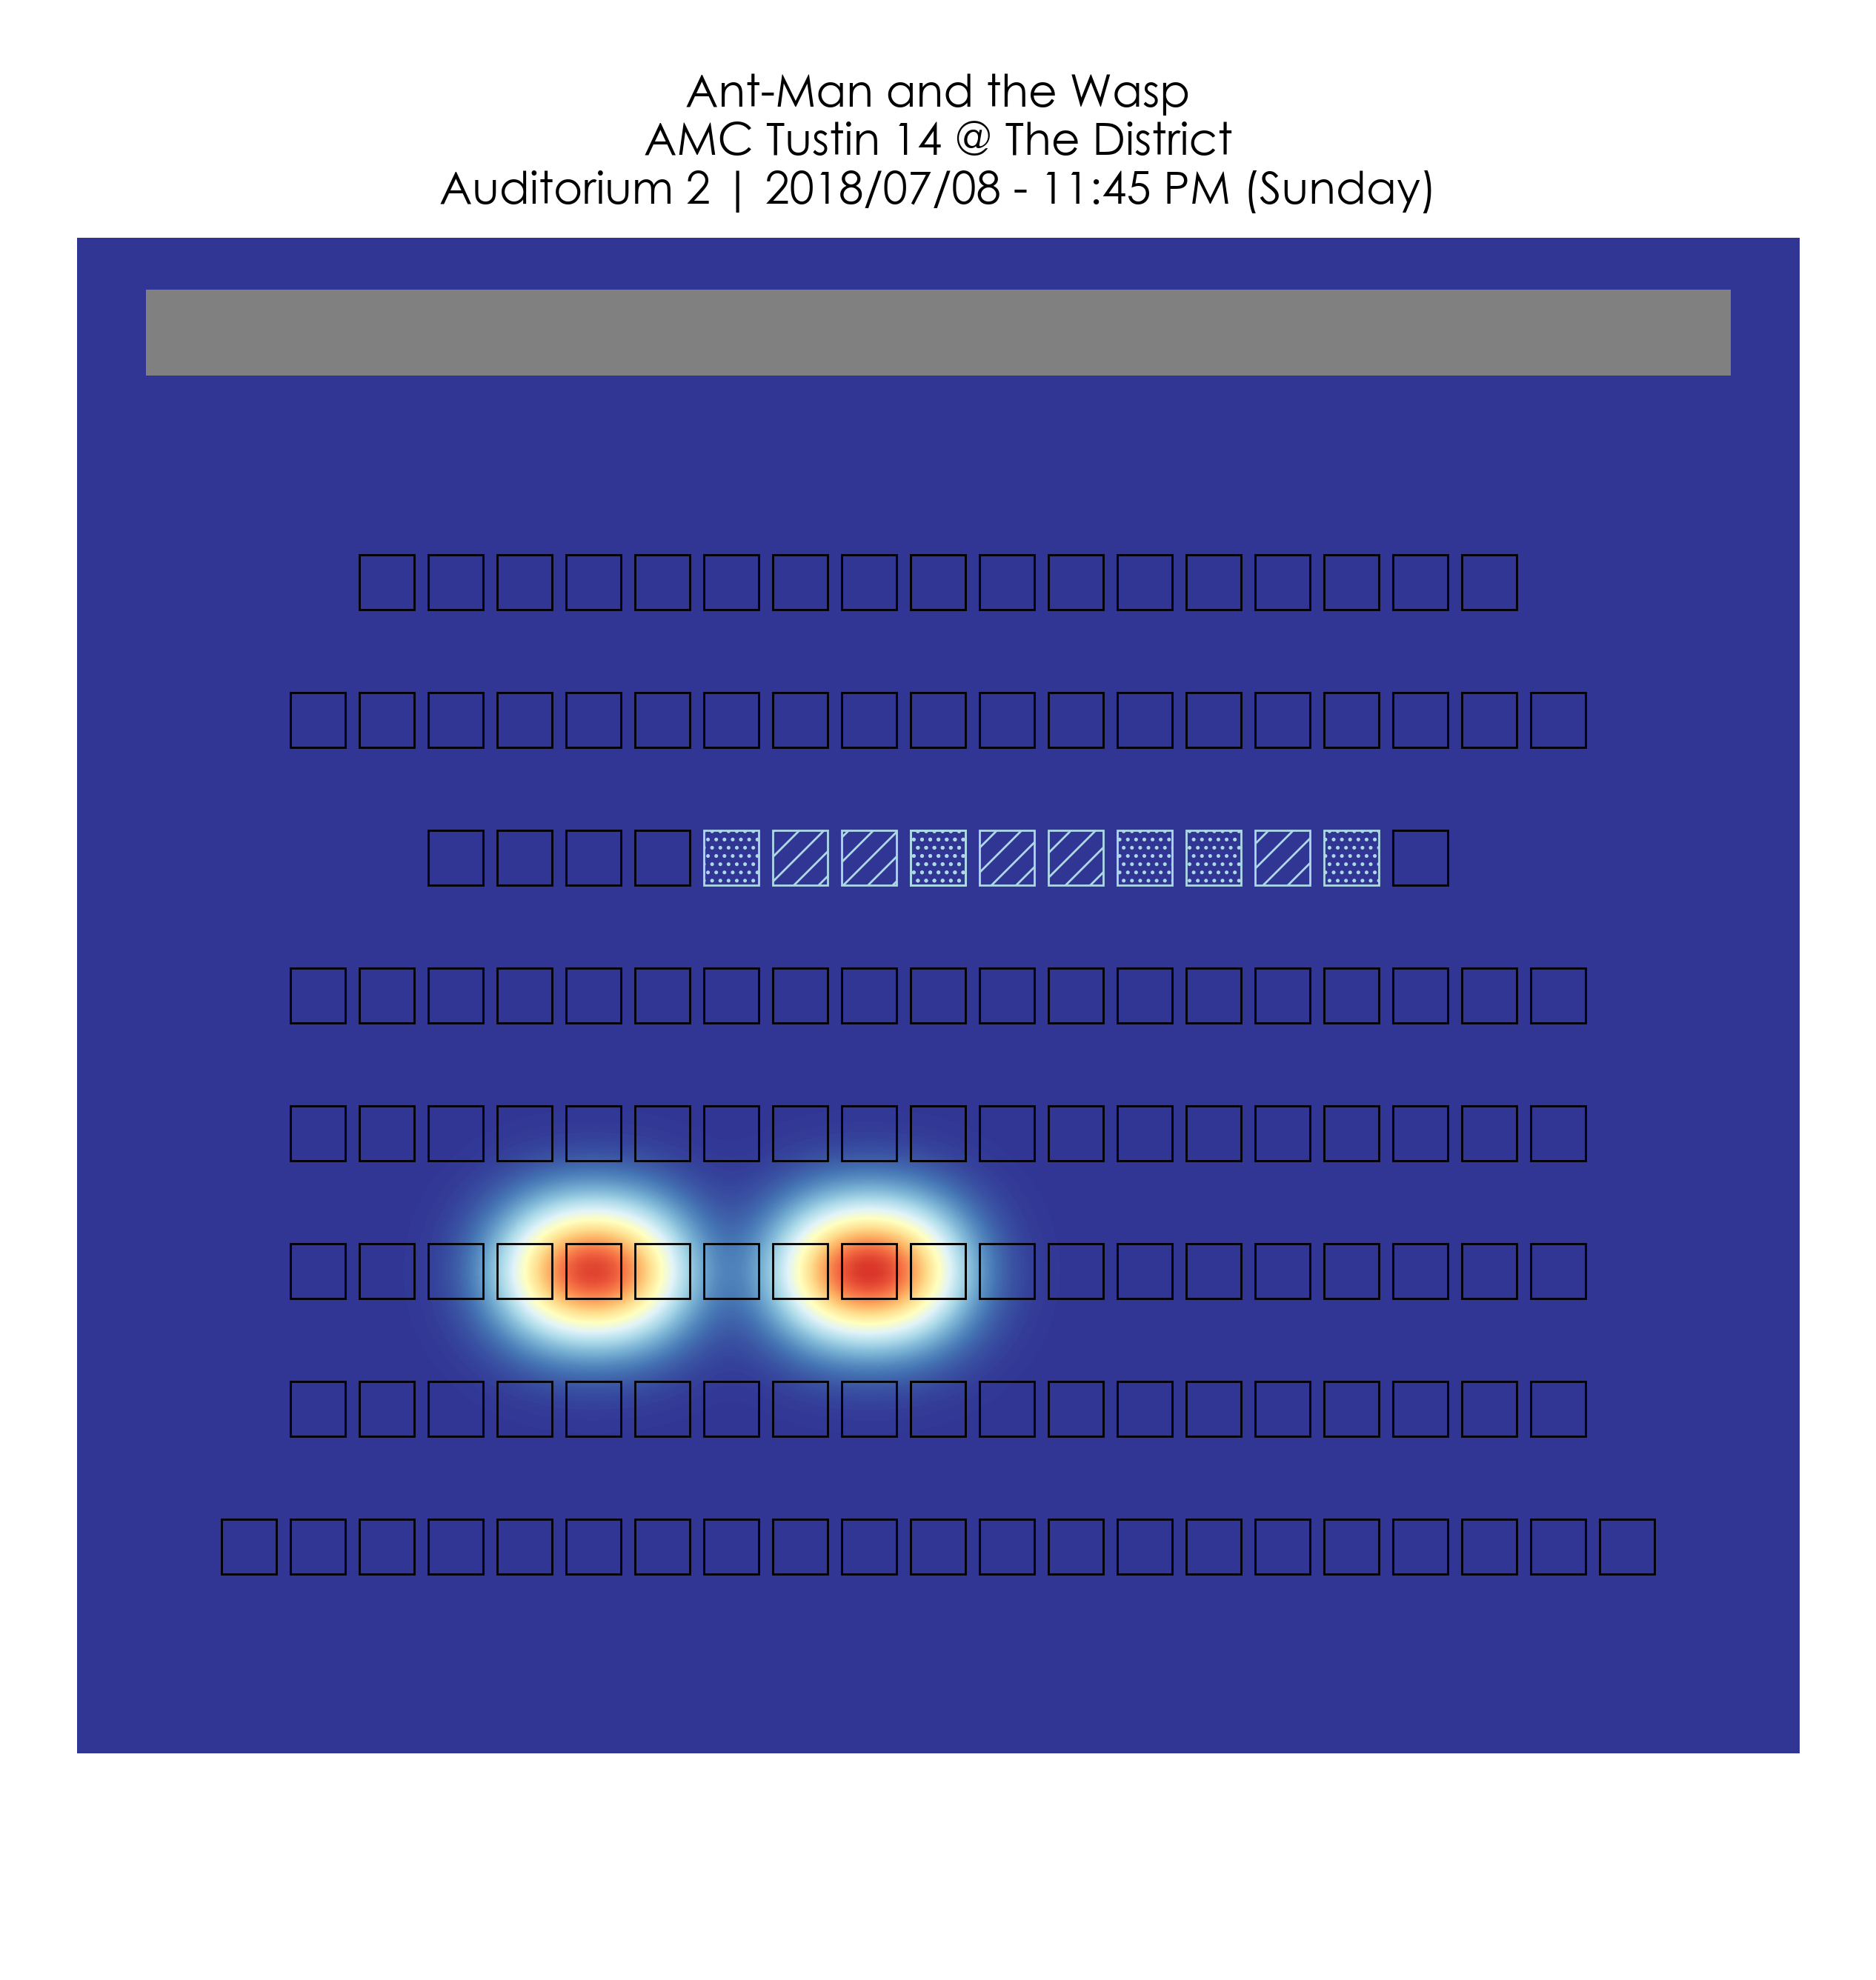 Ant-Man and the Wasp
AMC Tustin 14 @ The District
Auditorium 2 | 2018/07/08 - 11:45 PM (Sunday)